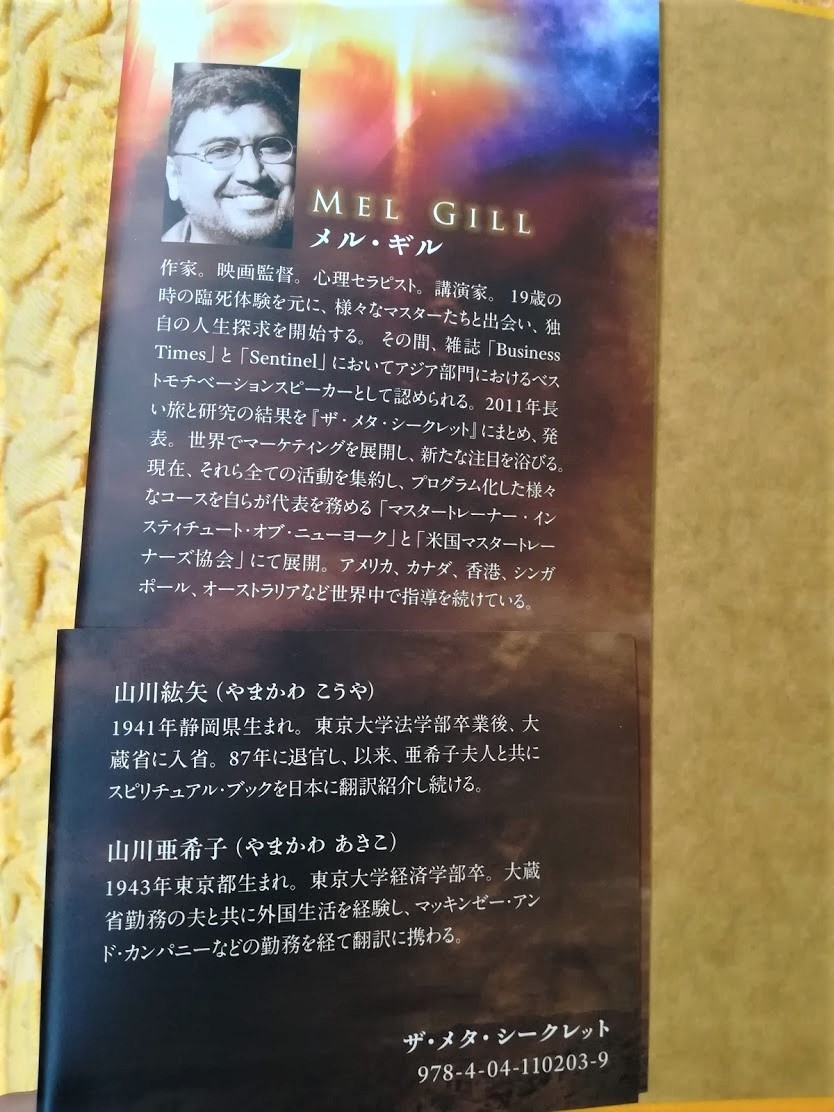 MEL GILL
メル・ギル
作家。映画監督。心理セラピスト。講演家。19歳の
時の臨死体験を元に、様々なマスターたちと出会い、独
自の人生探求を開始する。その間、雑誌「Business
Times」と「Sentinel」においてアジア部門におけるベス
トモチベーションスピーカーとして認められる。2011年長
い旅と研究の結果を『ザ・メタ・シークレット』にまとめ、発
表。世界でマーケティングを展開し、新たな注目を浴びる。
現在、それら全ての活動を集約し、プログラム化した様々
なコースを自らが代表を務める「マスタートレーナー・イン
スティチュート・オブ・ニューヨーク」と「米国マスタートレー
ナーズ協会」にて展開。アメリカ、カナダ、香港、シンガ
ポール、オーストラリアなど世界中で指導を続けている。
山川紘矢（やまかわ こうや）
1941年静岡県生まれ。東京大学法学部卒業後、大
蔵省に入省。87年に退官し、以来、亜希子夫人と共に
スピリチュアル・ブックを日本に翻訳紹介し続ける。
山川亜希子（やまかわ あきこ）
1943年東京都生まれ。東京大学経済学部卒。大蔵
省勤務の夫と共に外国生活を経験し、マッキンゼー・アン
ド・カンパニーなどの勤務を経て翻訳に携わる。
ザ・メタ・シークレット
978-4-04-110203-9